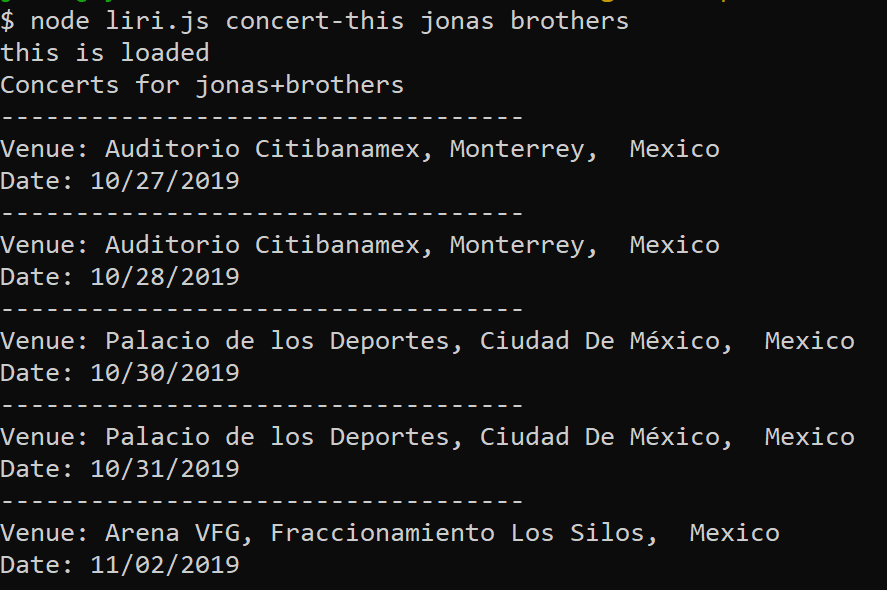 $ node liri.js concert-this jonas brothers
this is loaded
Concerts for jonas+brothers
-----------------------------------
Venue: Auditorio Citibanamex, Monterrey,  Mexico
Date: 10/27/2019
-----------------------------------
Venue: Auditorio Citibanamex, Monterrey,  Mexico
Date: 10/28/2019
-----------------------------------
Venue: Palacio de los Deportes, Ciudad De México,  Mexico
Date: 10/30/2019
-----------------------------------
Venue: Palacio de los Deportes, Ciudad De México,  Mexico
Date: 10/31/2019
-----------------------------------
Venue: Arena VFG, Fraccionamiento Los Silos,  Mexico
Date: 11/02/2019